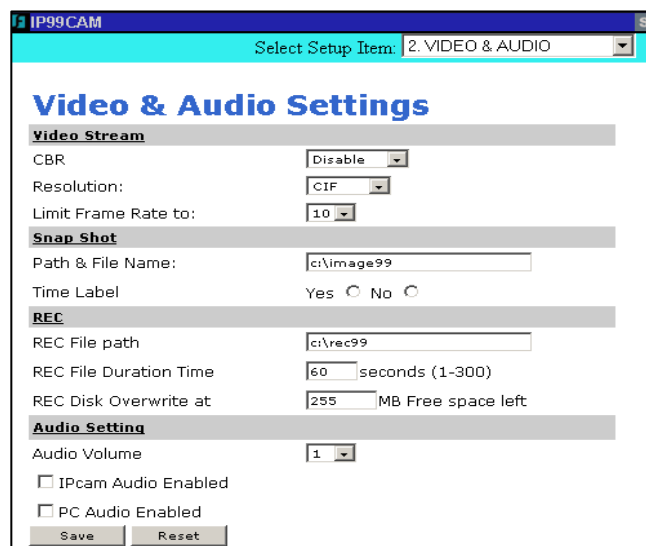 IP99CAM
Select Setup Item: 2. VIDEO & AUDIO
Video & Audio Settings
Video Stream
CBR Disable
Resolution: CIF
Limit Frame Rate to: 10
Snap Shot
Path & File Name: c:\image99
Time Label Yes No
REC
REC File path c:\rec99
REC File Duration Time 60 seconds (1-300)
REC Disk Overwrite at 255 MB Free space left
Audio Setting
Audio Volume 1
IPcam Audio Enabled
PC Audio Enabled
Save Reset